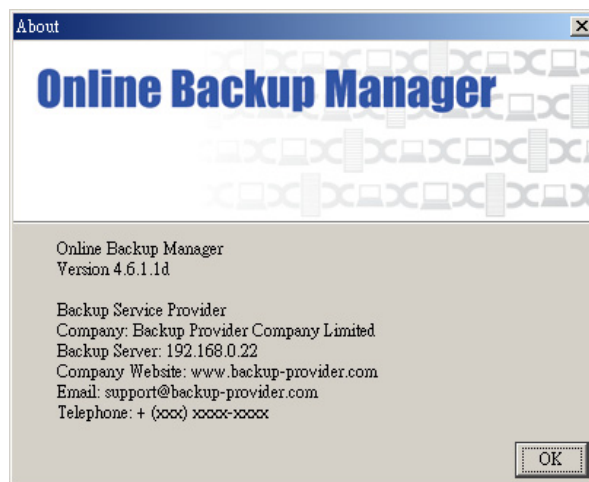 About
Online Backup Manager
Online Backup Manager
Version 4.6.1.1d
Backup Service Provider
Company: Backup Provider Company Limited
Backup Server: 192.168.0.22
Company Website: www.backup-provider.com
Email: support@backup-provider.com
Telephone: + (xxx) xxxx-xxxx
OK